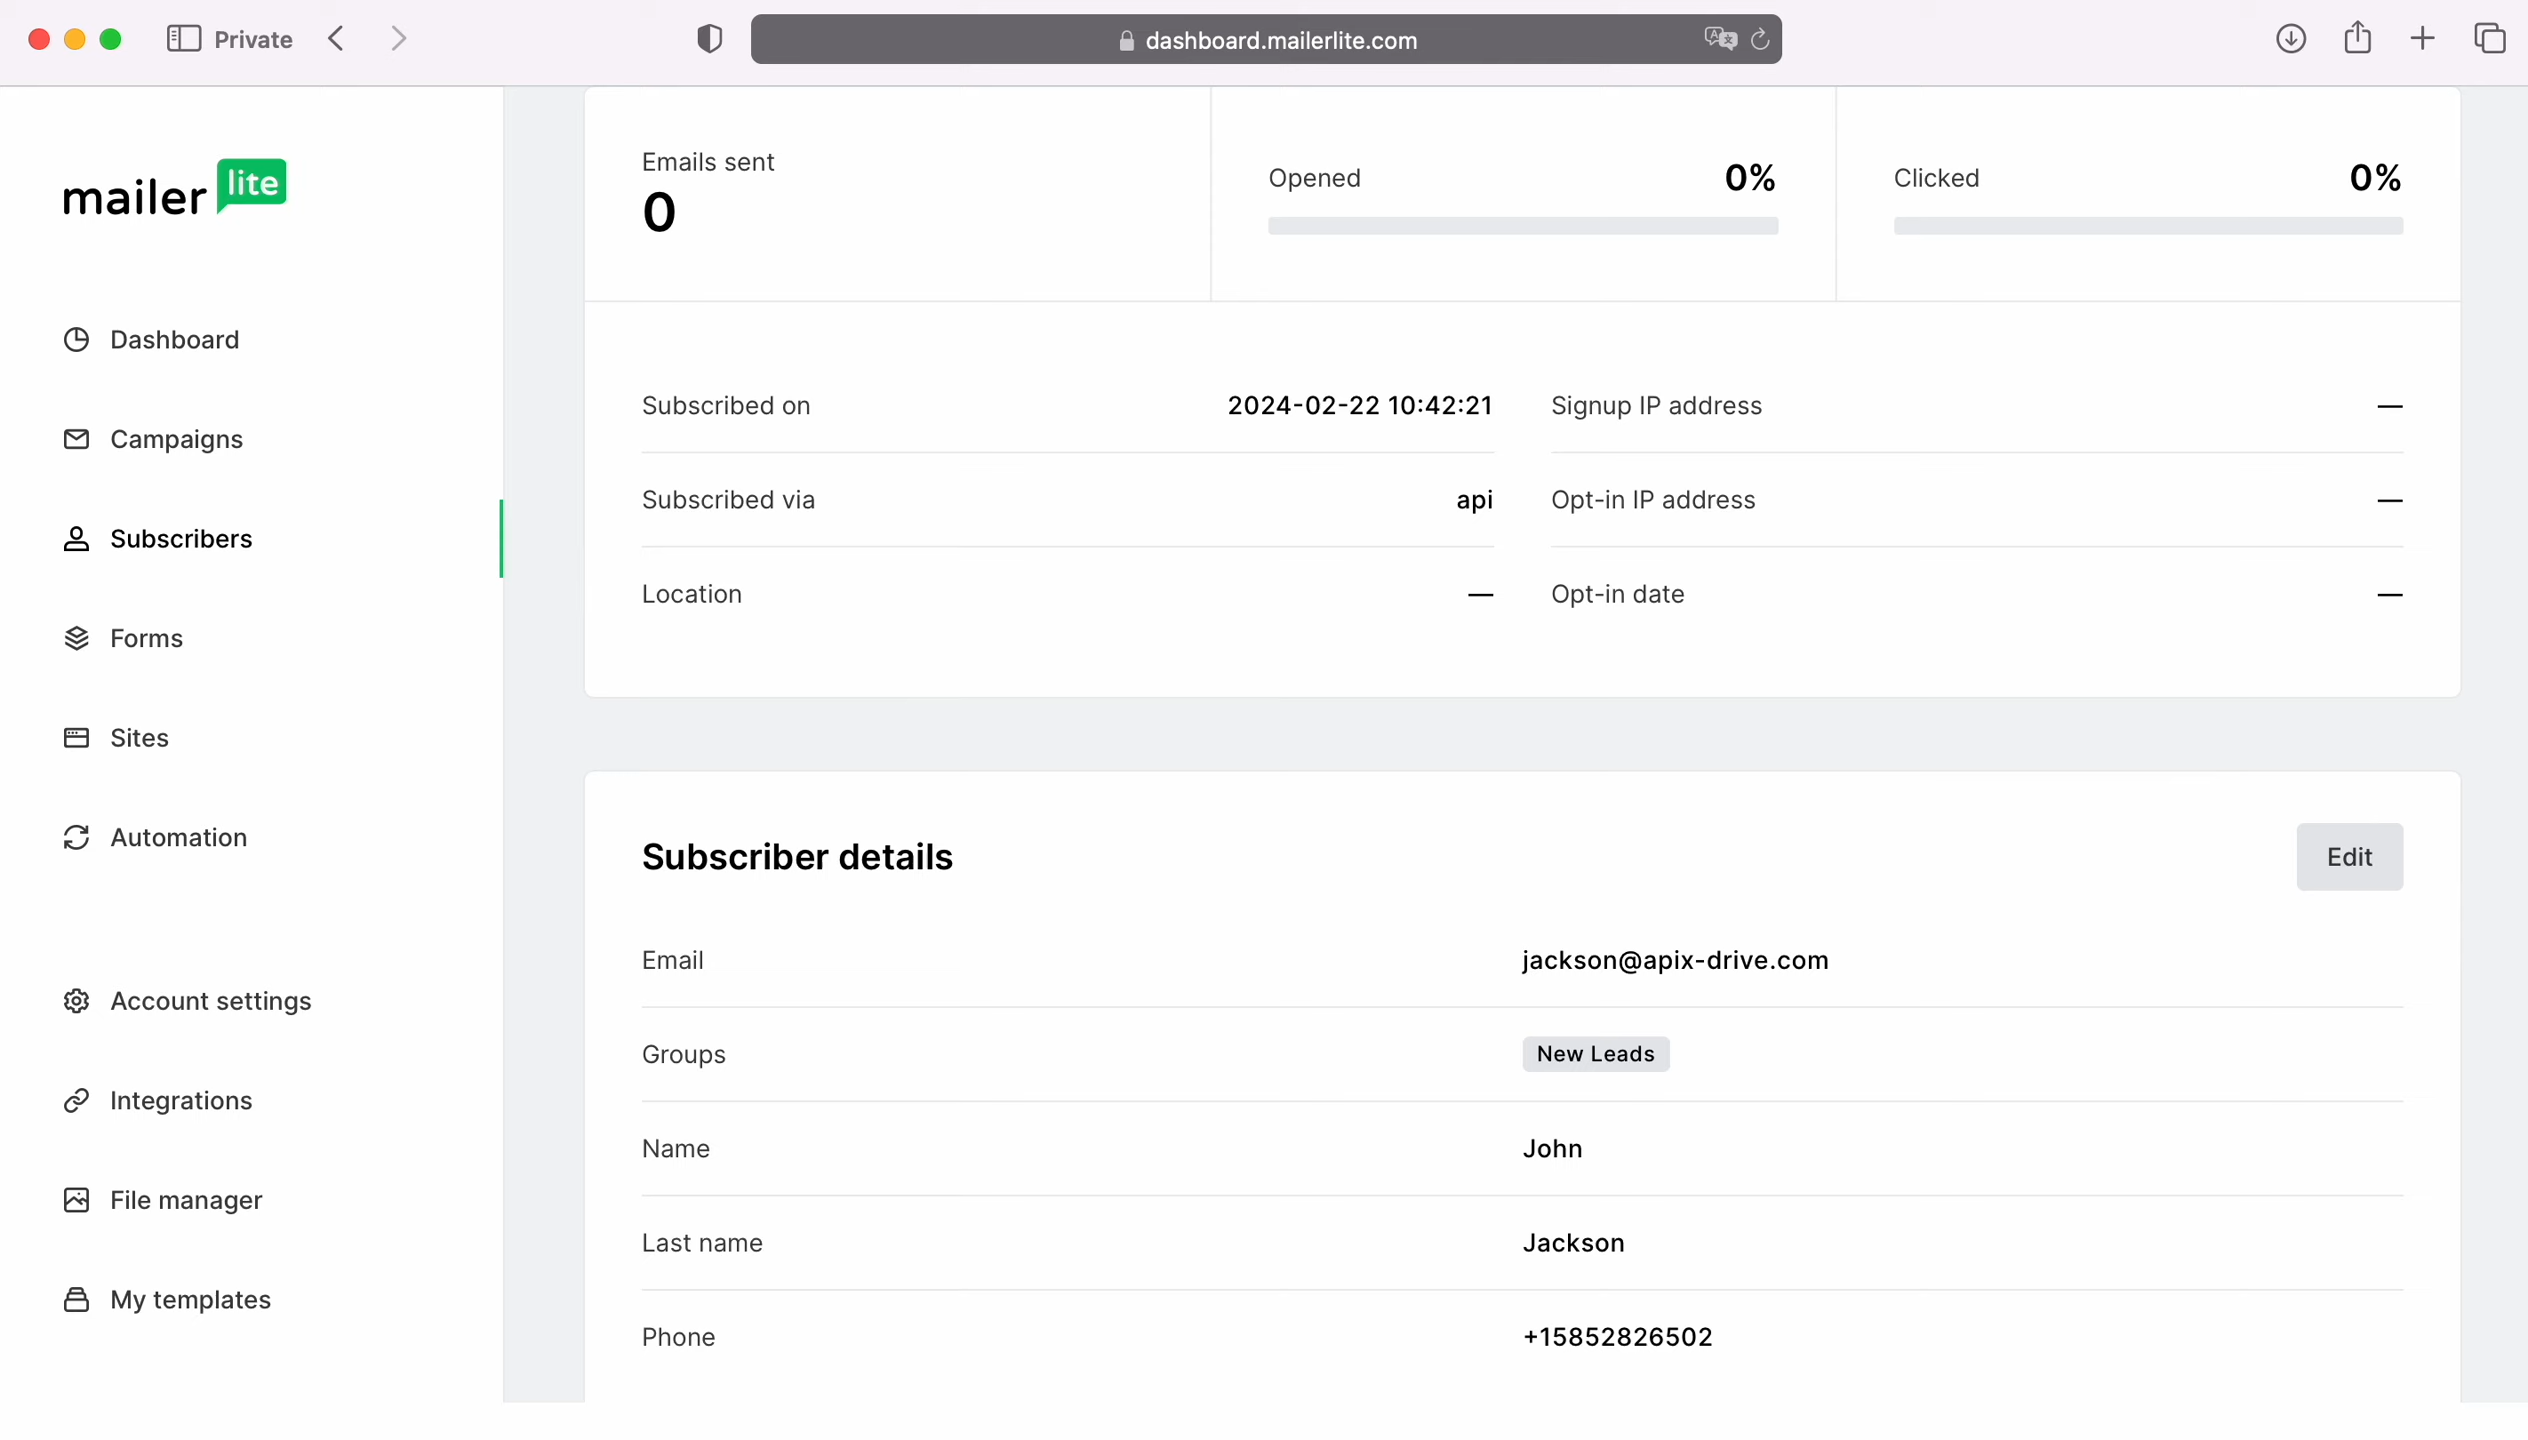 Private
dashboard.mailerlite.com
mailer lite
Dashboard
Campaigns
Subscribers
Forms
Sites
Automation
Account settings
Integrations
File manager
My templates
Emails sent
0
Opened 0%
Clicked 0%
Subscribed on 2024-02-22 10:42:21
Signup IP address —
Subscribed via api
Opt-in IP address —
Location —
Opt-in date —
Subscriber details
Edit
Email jackson@apix-drive.com
Groups New Leads
Name John
Last name Jackson
Phone +15852826502